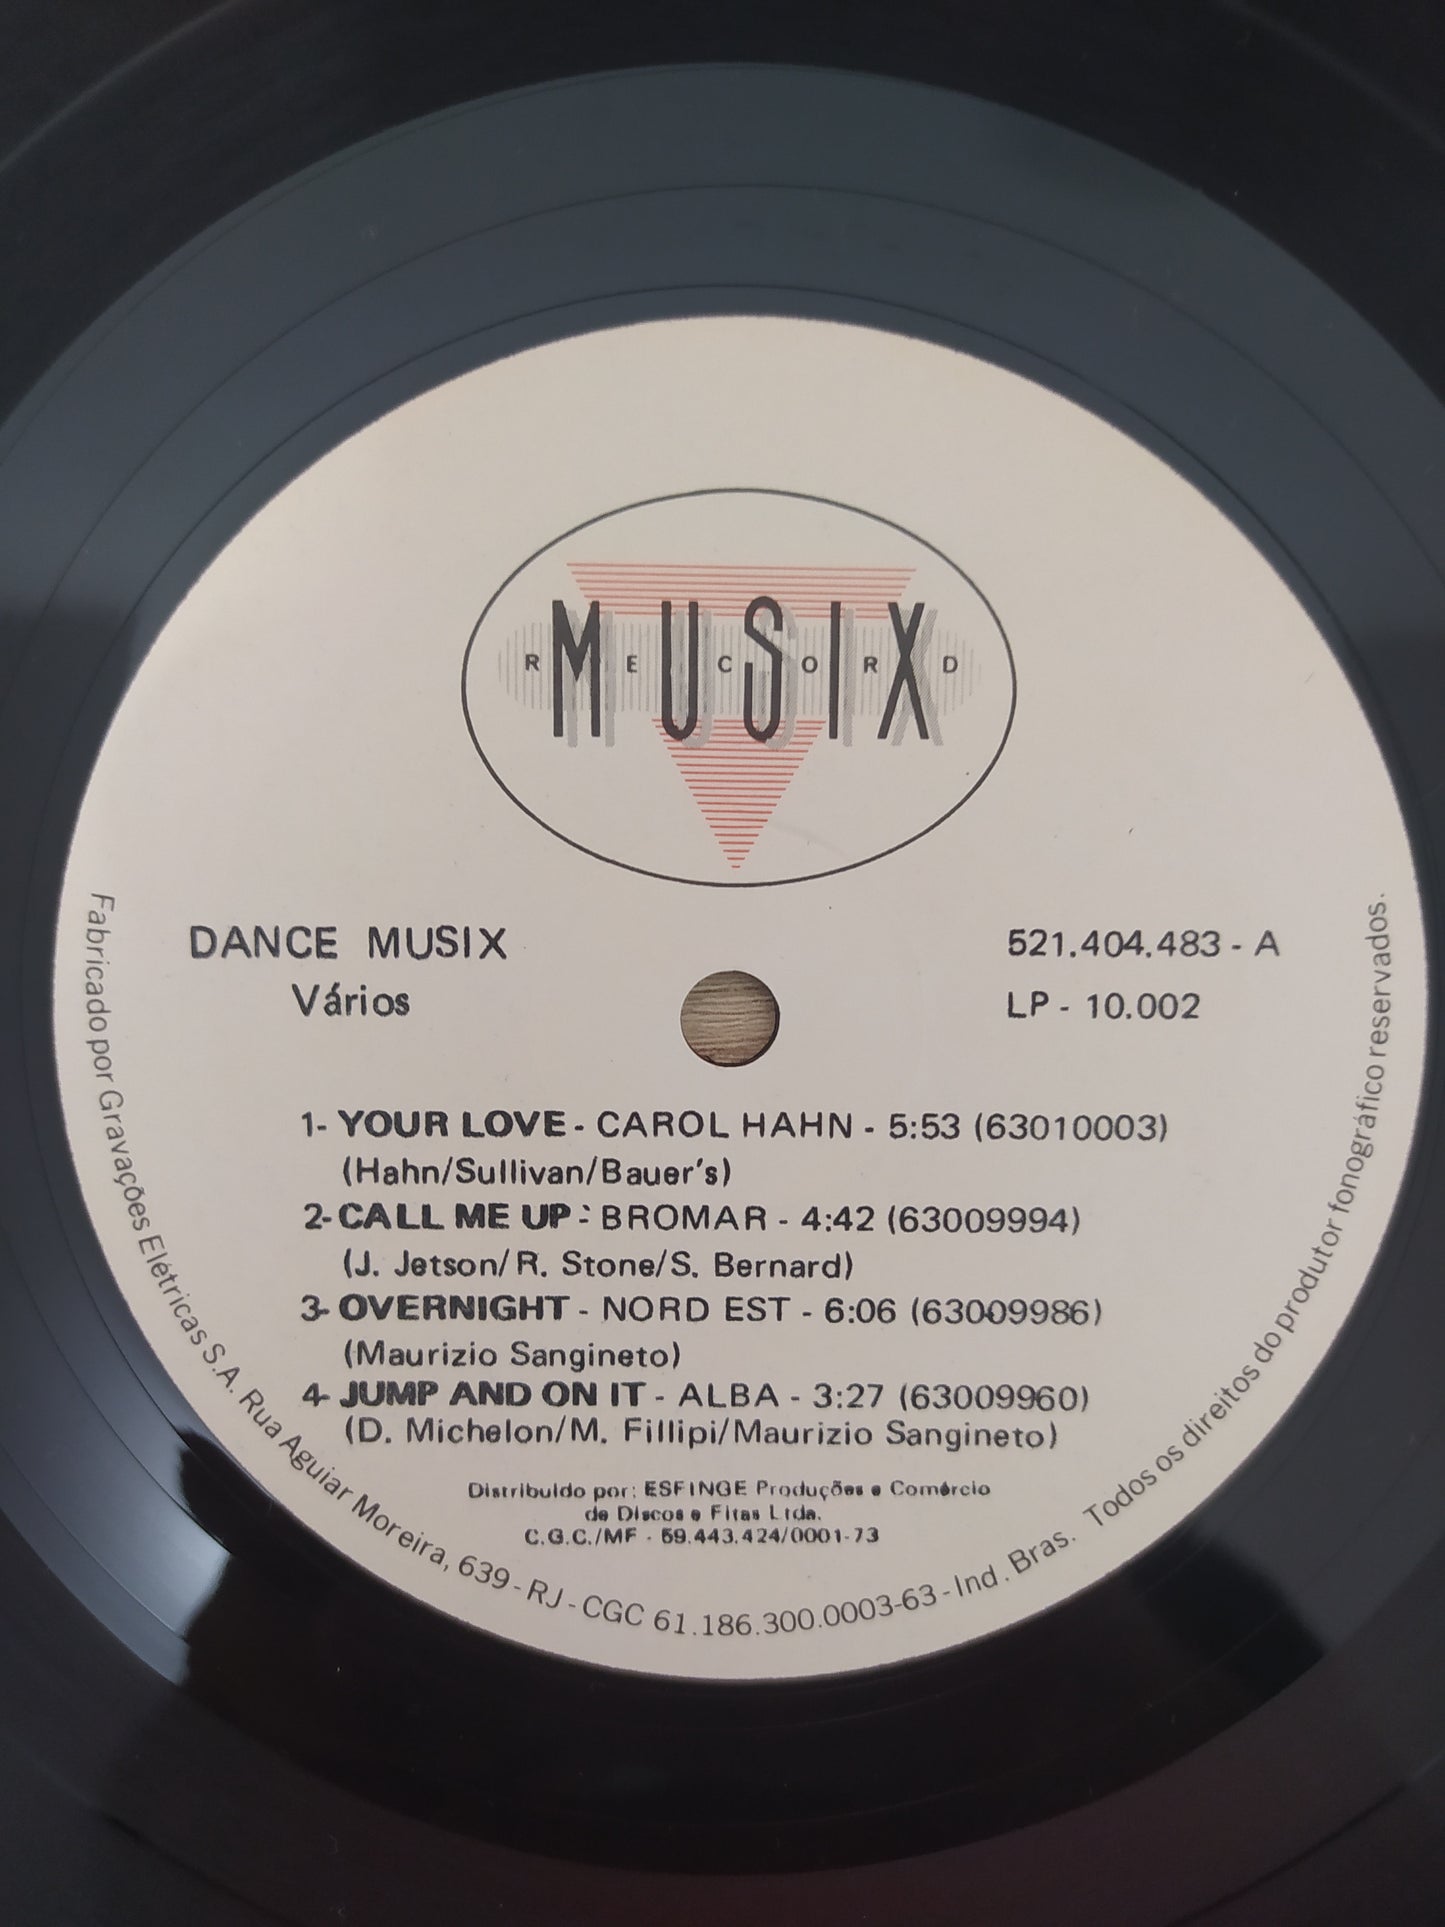 MUSIX
RECORD
DANCE MUSIX
521.404.483 - A
Vários
LP - 10.002
1- YOUR LOVE - CAROL HAHN - 5:53 (63010003)
(Hahn/Sullivan/Bauer's)
2- CALL ME UP - BROMAR - 4:42 (63009994)
(J. Jetson/R. Stone/S. Bernard)
3- OVERNIGHT - NORD EST - 6:06 (63009986)
(Maurizio Sangineto)
4- JUMP AND ON IT - ALBA - 3:27 (63009960)
(D. Michelon/M. Fillipi/Maurizio Sangineto)
Distribuído por: ESFINGE Produções e Comércio
de Discos e Fitas Ltda.
C.G.C./MF - 59.443.424/0001-73
Fabricado por Gravações Elétricas S.A. Rua Aguiar Moreira, 639 - RJ - CGC 61.186.300.0003-63 - Ind. Bras. Todos os direitos do produtor fonográfico reservados.